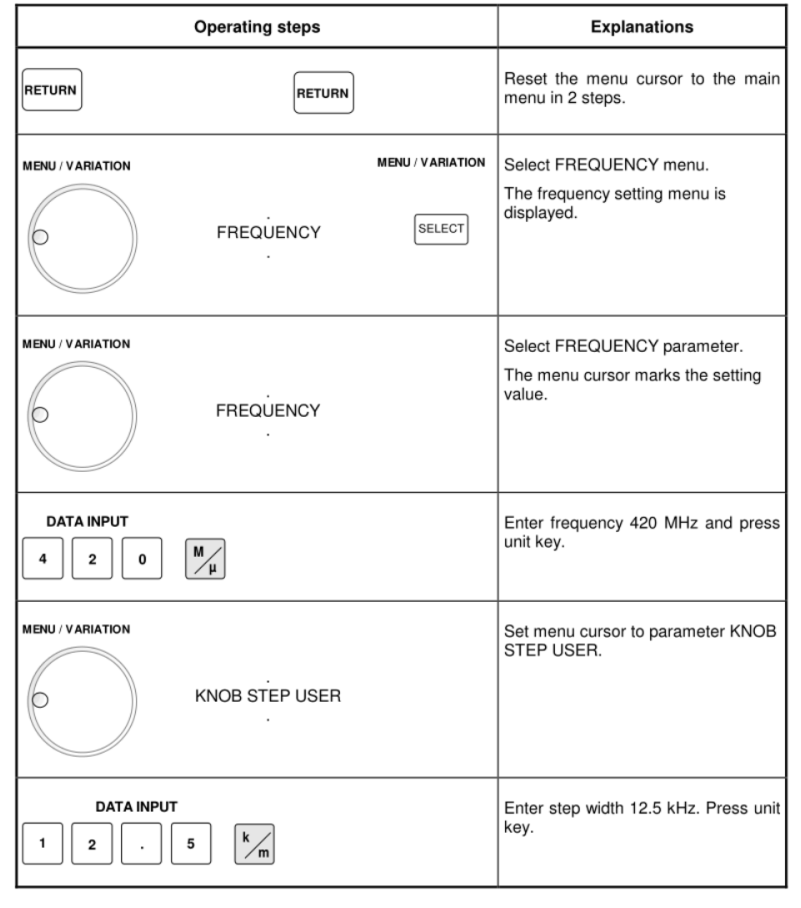 Operating steps
Explanations
RETURN
RETURN
Reset the menu cursor to the main
menu in 2 steps.
MENU / VARIATION
MENU / VARIATION
.
FREQUENCY
.
SELECT
Select FREQUENCY menu.
The frequency setting menu is
displayed.
MENU / VARIATION
.
FREQUENCY
.
Select FREQUENCY parameter.
The menu cursor marks the setting
value.
DATA INPUT
4 2 0 M/µ
Enter frequency 420 MHz and press
unit key.
MENU / VARIATION
.
KNOB STEP USER
.
Set menu cursor to parameter KNOB
STEP USER.
DATA INPUT
1 2 . 5 k/m
Enter step width 12.5 kHz. Press unit
key.